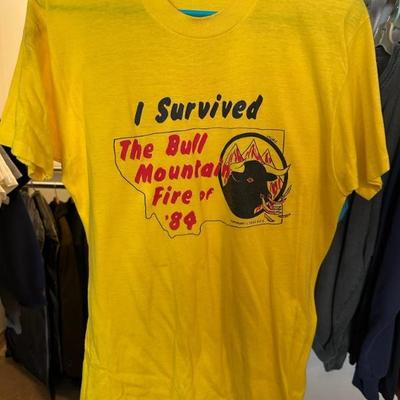 I Survived
The Bull
Mountain
Fire of
'84